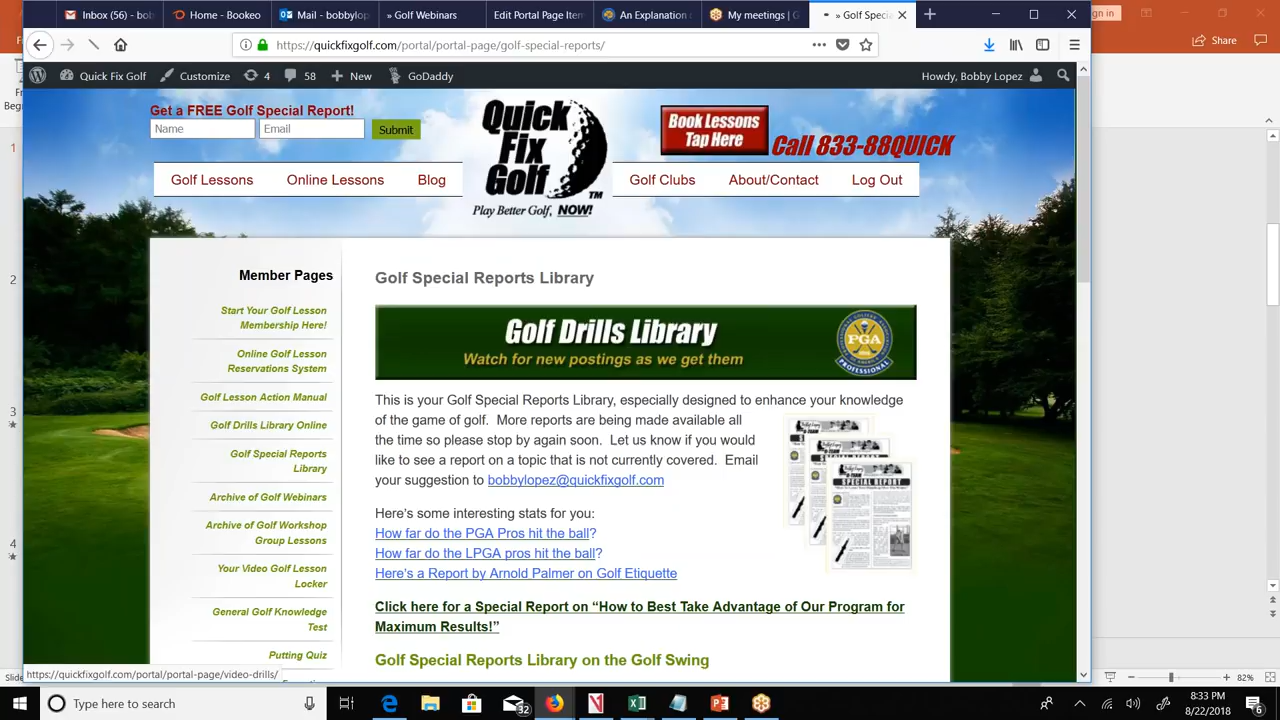 Inbox (56) - bobbylop
Home - Bookeo
Mail - bobbylop
» Golf Webinars
Edit Portal Page Item
An Explanation o
My meetings | G
» Golf Specia
Sign in
Share
https://quickfixgolf.com/portal/portal-page/golf-special-reports/
Quick Fix Golf
Customize
4
58
New
GoDaddy
Howdy, Bobby Lopez
Get a FREE Golf Special Report!
Name
Email
Submit
Quick
Fix
Golf
TM
Play Better Golf, NOW!
Book Lessons
Tap Here
Call 833-88QUICK
Golf Lessons
Online Lessons
Blog
Golf Clubs
About/Contact
Log Out
Member Pages
Start Your Golf Lesson
Membership Here!
Online Golf Lesson
Reservations System
Golf Lesson Action Manual
Golf Drills Library Online
Golf Special Reports
Library
Archive of Golf Webinars
Archive of Golf Workshop
Group Lessons
Your Video Golf Lesson
Locker
General Golf Knowledge
Test
Putting Quiz
Golf Special Reports Library
Golf Drills Library
Watch for new postings as we get them
PGA
PROFESSIONAL
This is your Golf Special Reports Library, especially designed to enhance your knowledge
of the game of golf. More reports are being made available all
the time so please stop by again soon. Let us know if you would
like to see a report on a topic that is not currently covered. Email
your suggestion to bobbylopez@quickfixgolf.com
SPECIAL REPORT
Here's some interesting stats for you:
How far do the PGA Pros hit the ball?
How far do the LPGA pros hit the ball?
Here's a Report by Arnold Palmer on Golf Etiquette
Click here for a Special Report on “How to Best Take Advantage of Our Program for
Maximum Results!”
Golf Special Reports Library on the Golf Swing
https://quickfixgolf.com/portal/portal-page/video-drills/
1
2
3
4
Slide
82%
Type here to search
32
8:33 PM
8/22/2018
6